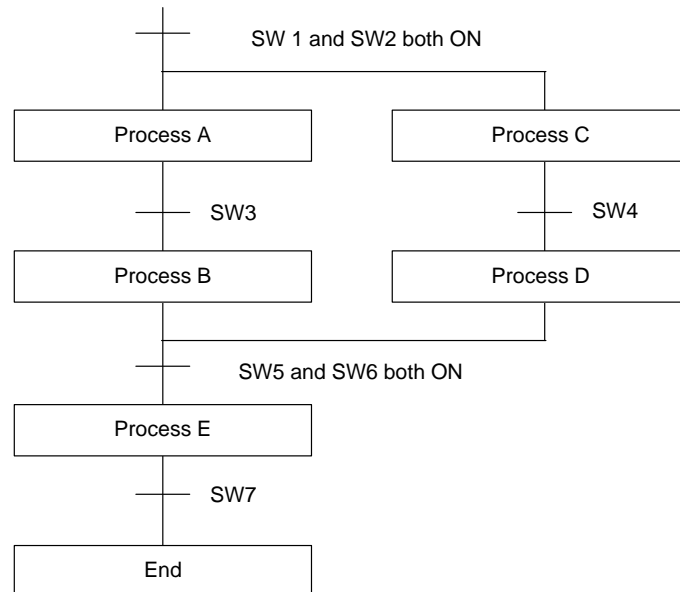 SW 1 and SW2 both ON
Process A
Process C
SW3
SW4
Process B
Process D
SW5 and SW6 both ON
Process E
SW7
End